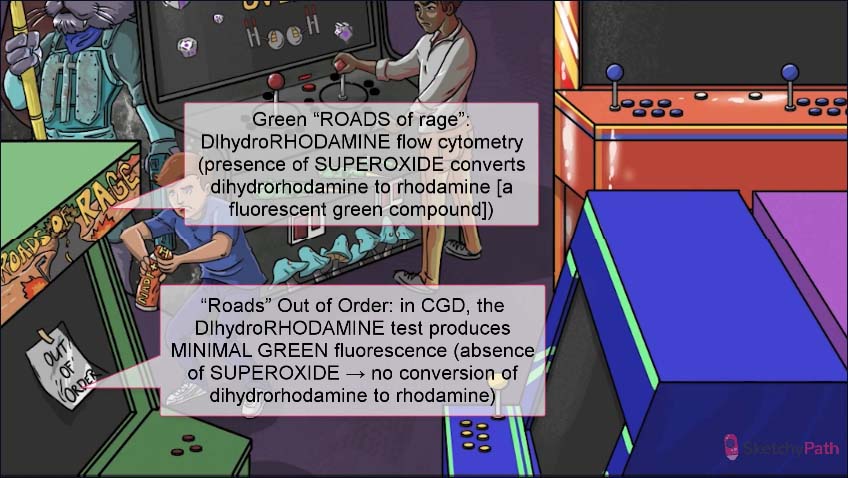 OVER
Green “ROADS of rage”:
DIhydroRHODAMINE flow cytometry
(presence of SUPEROXIDE converts
dihydrorhodamine to rhodamine [a
fluorescent green compound])
ROADS OF RAGE
“Roads” Out of Order: in CGD, the
DIhydroRHODAMINE test produces
MINIMAL GREEN fluorescence (absence
of SUPEROXIDE → no conversion of
dihydrorhodamine to rhodamine)
OUT
OF
ORDER
SketchyPath